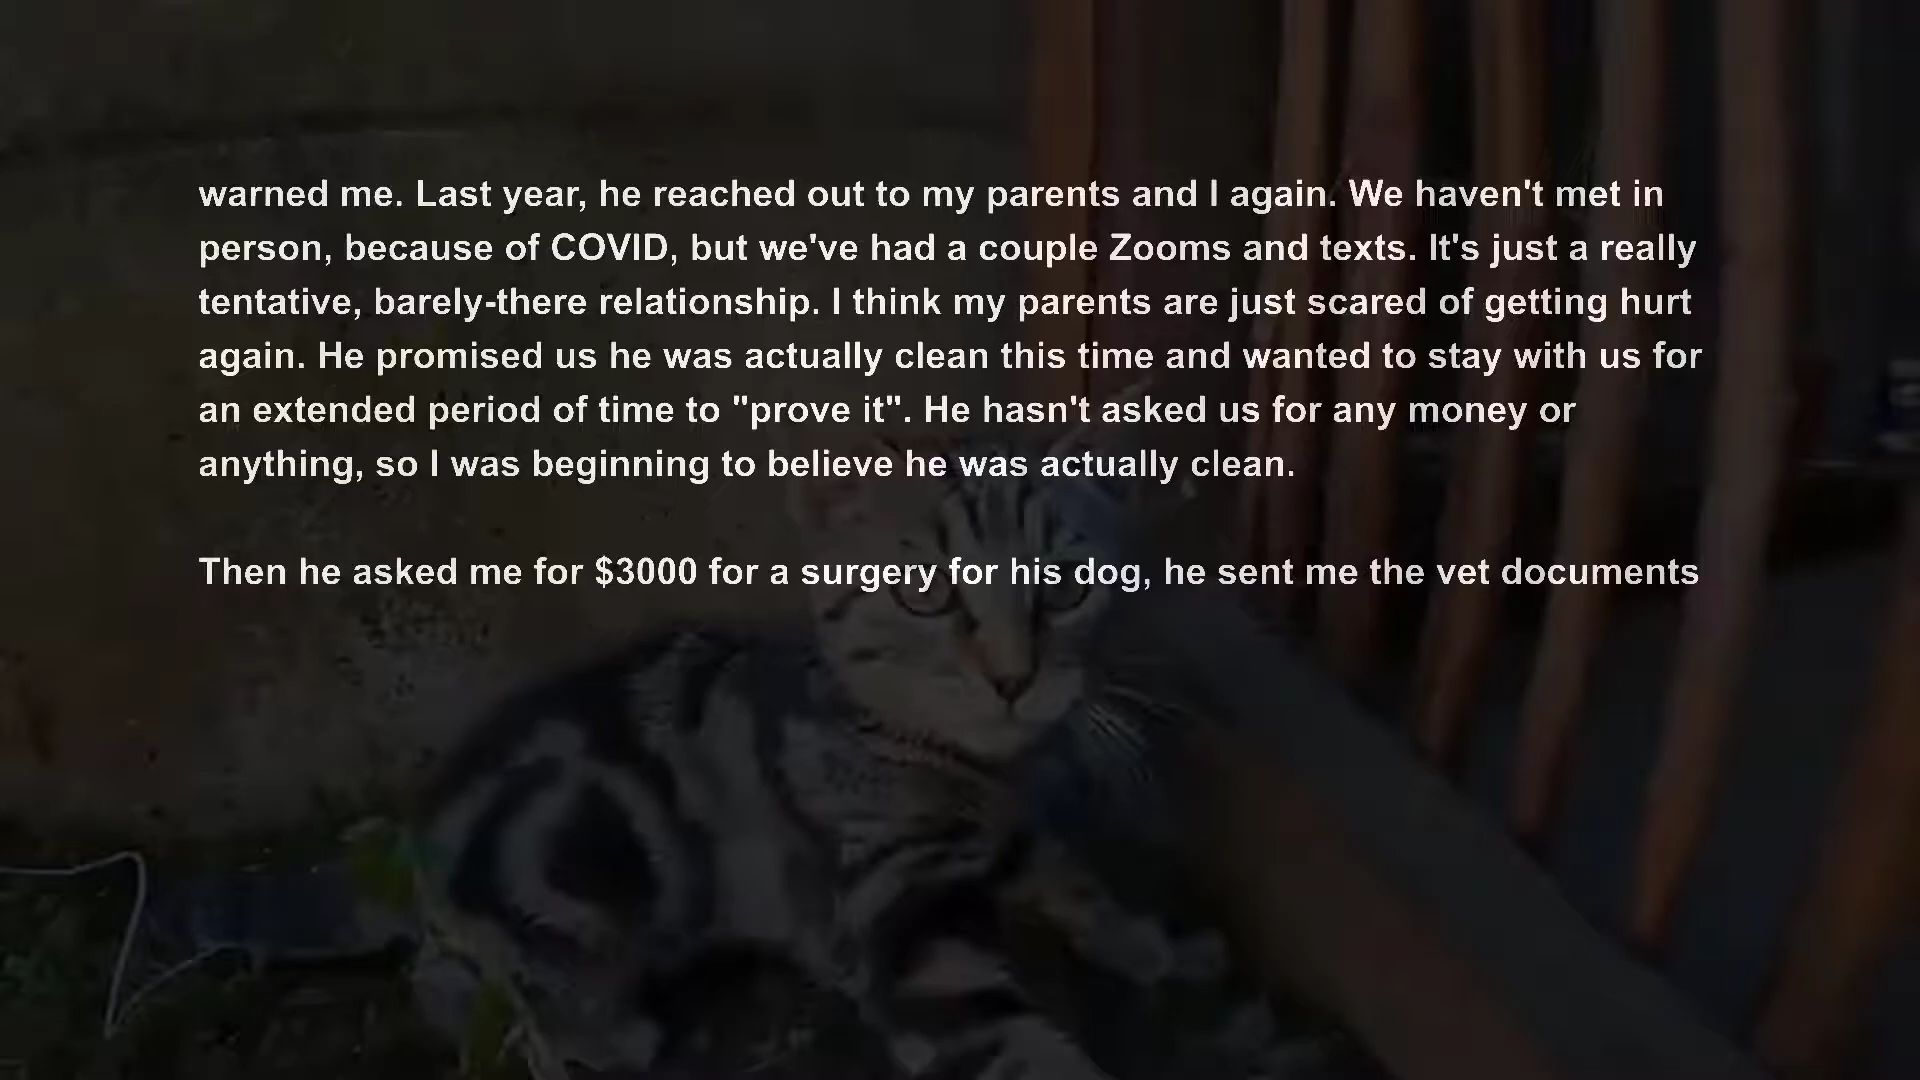 warned me. Last year, he reached out to my parents and I again. We haven't met in
person, because of COVID, but we've had a couple Zooms and texts. It's just a really
tentative, barely-there relationship. I think my parents are just scared of getting hurt
again. He promised us he was actually clean this time and wanted to stay with us for
an extended period of time to "prove it". He hasn't asked us for any money or
anything, so I was beginning to believe he was actually clean.
Then he asked me for $3000 for a surgery for his dog, he sent me the vet documents